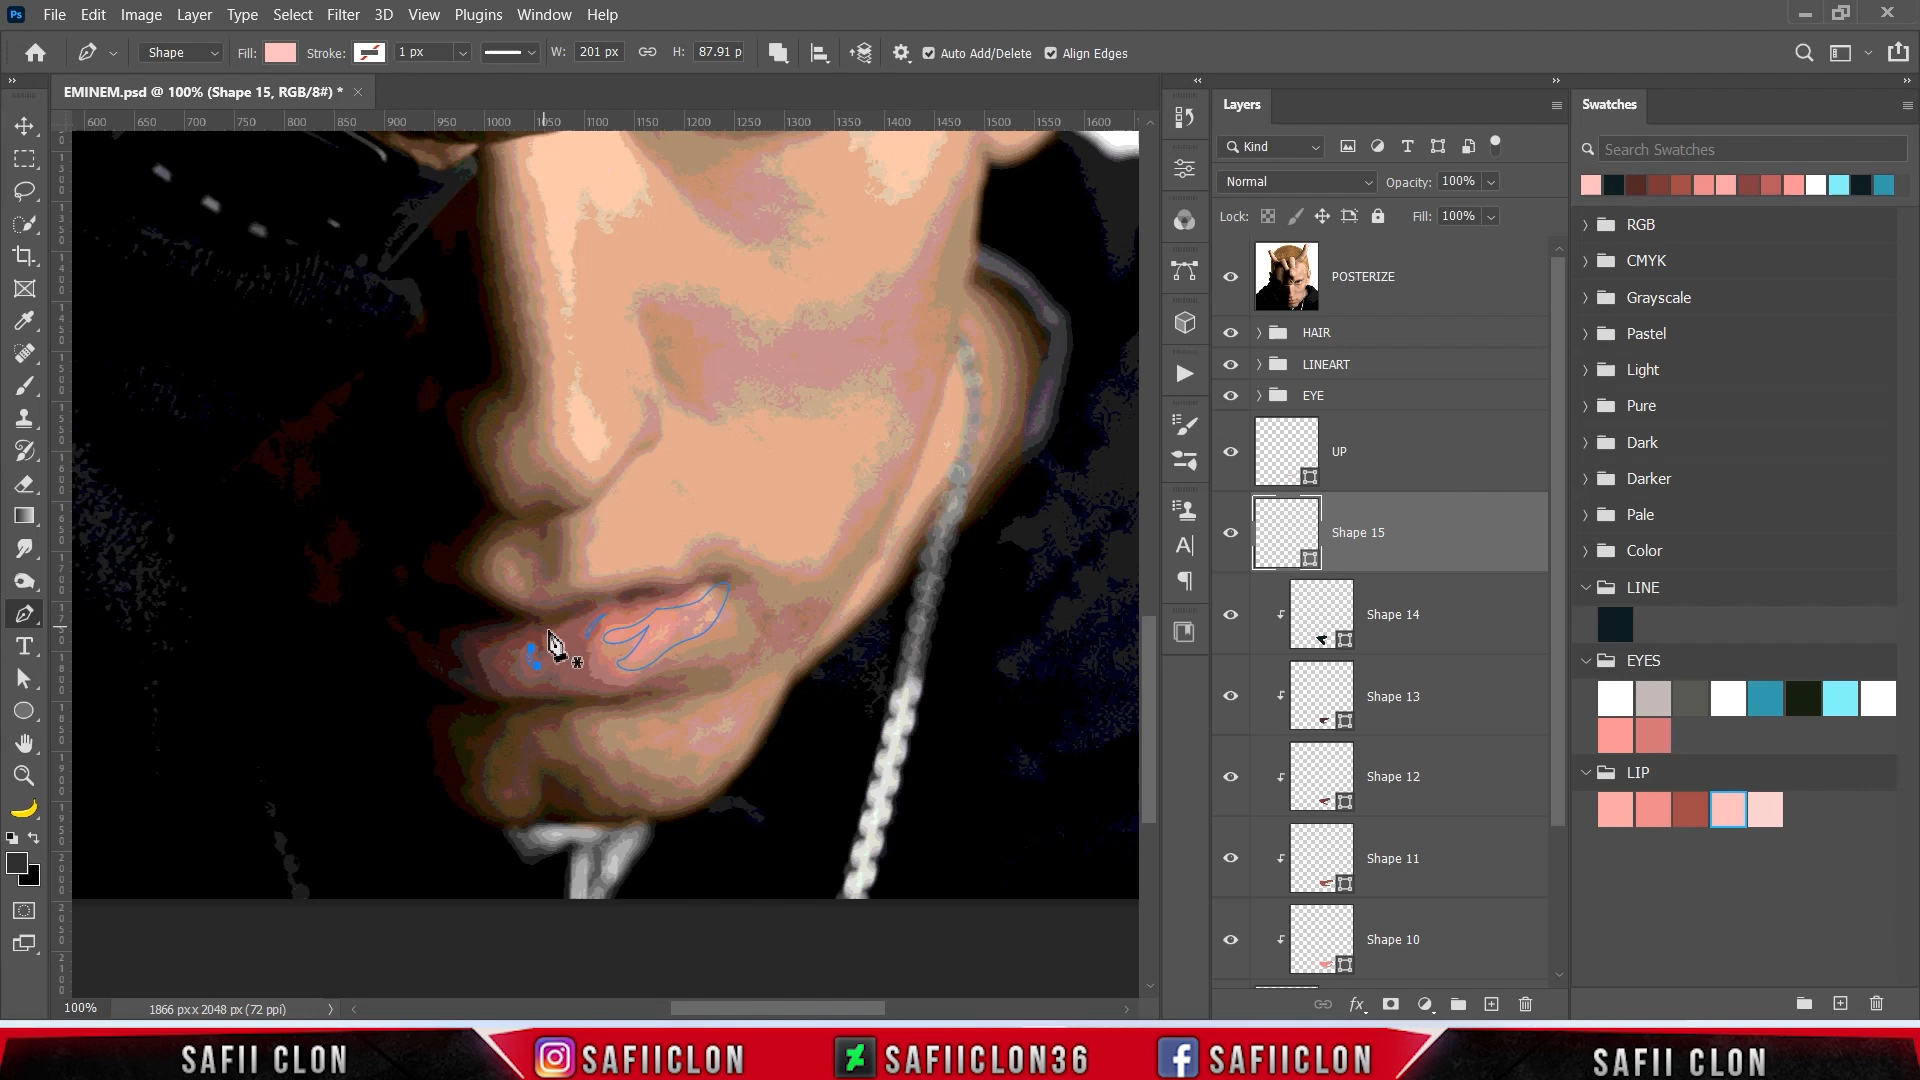 Ps File Edit Image Layer Type Select Filter 3D View Plugins Window Help
Shape Fill: Stroke: 1 px W: 201 px H: 87.91 p Auto Add/Delete Align Edges
EMINEM.psd @ 100% (Shape 15, RGB/8#) *
600 650 700 750 800 850 900 950 1000 1050 1100 1150 1200 1250 1300 1350 1400 1450 1500 1550 1600
100% 1866 px x 2048 px (72 ppi)
Layers
Kind
Normal Opacity: 100%
Lock: Fill: 100%
POSTERIZE
HAIR
LINEART
EYE
UP
Shape 15
Shape 14
Shape 13
Shape 12
Shape 11
Shape 10
fx
Swatches
Search Swatches
RGB
CMYK
Grayscale
Pastel
Light
Pure
Dark
Darker
Pale
Color
LINE
EYES
LIP
SAFII CLON SAFIICLON SAFIICLON36 SAFIICLON SAFII CLON